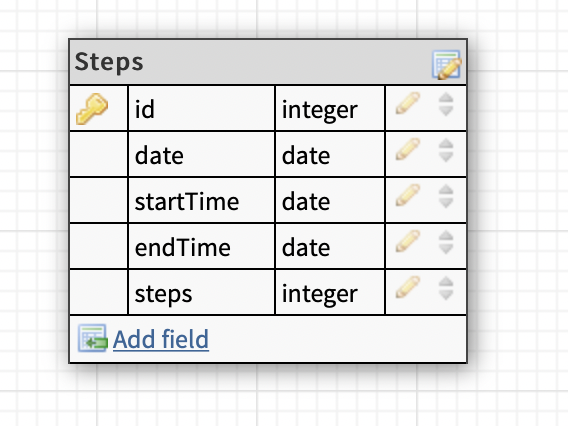 Steps
id integer
date date
startTime date
endTime date
steps integer
Add field